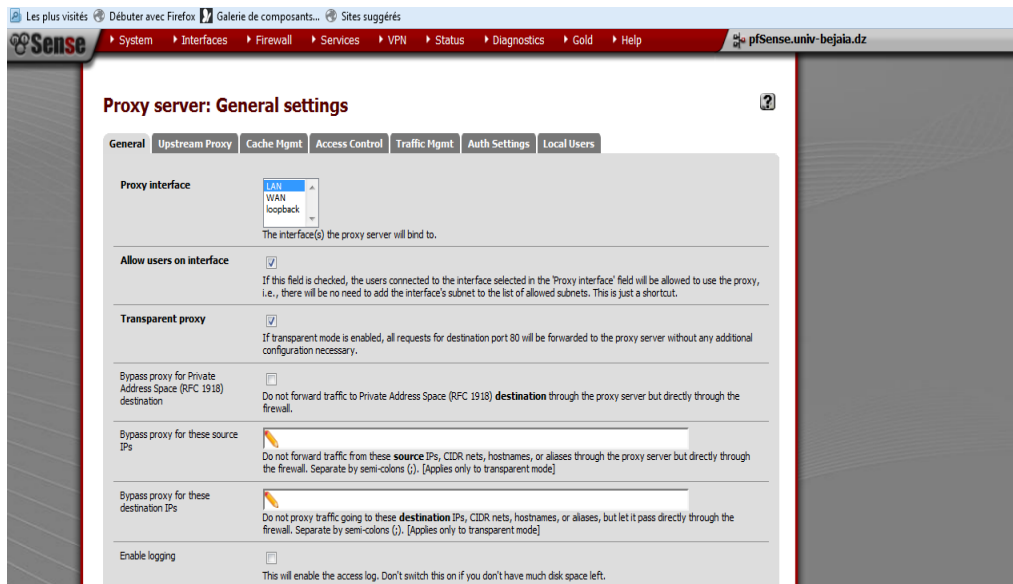 Les plus visités Débuter avec Firefox Galerie de composants... Sites suggérés
pfSense System Interfaces Firewall Services VPN Status Diagnostics Gold Help pfSense.univ-bejaia.dz
Proxy server: General settings ?
General Upstream Proxy Cache Mgmt Access Control Traffic Mgmt Auth Settings Local Users
Proxy interface
LAN
WAN
loopback
The interface(s) the proxy server will bind to.
Allow users on interface
If this field is checked, the users connected to the interface selected in the 'Proxy interface' field will be allowed to use the proxy,
i.e., there will be no need to add the interface's subnet to the list of allowed subnets. This is just a shortcut.
Transparent proxy
If transparent mode is enabled, all requests for destination port 80 will be forwarded to the proxy server without any additional
configuration necessary.
Bypass proxy for Private
Address Space (RFC 1918)
destination
Do not forward traffic to Private Address Space (RFC 1918) destination through the proxy server but directly through the
firewall.
Bypass proxy for these source
IPs
Do not forward traffic from these source IPs, CIDR nets, hostnames, or aliases through the proxy server but directly through
the firewall. Separate by semi-colons (;). [Applies only to transparent mode]
Bypass proxy for these
destination IPs
Do not proxy traffic going to these destination IPs, CIDR nets, hostnames, or aliases, but let it pass directly through the
firewall. Separate by semi-colons (;). [Applies only to transparent mode]
Enable logging
This will enable the access log. Don't switch this on if you don't have much disk space left.